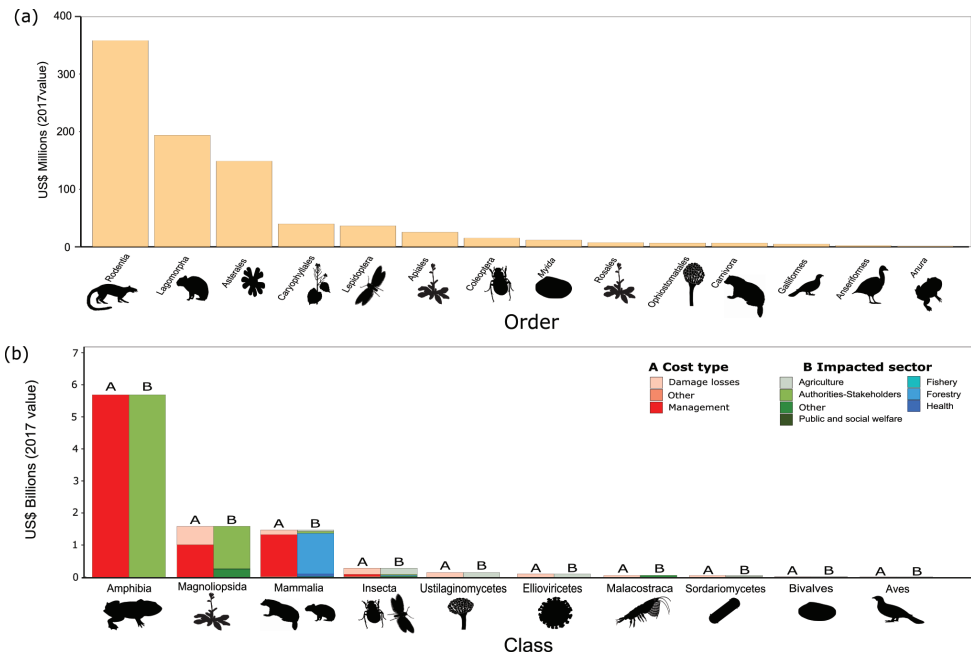 (a)
400
300
200
100
0
US$ Millions (2017value)
Rodentia
Lagomorpha
Asterales
Caryophyllales
Lepidoptera
Apiales
Coleoptera
Myida
Rosales
Ophiostomatales
Carnivora
Galliformes
Anseriformes
Anura
Order
(b)
7
6
5
4
3
2
1
0
US$ Billions (2017 value)
A Cost type
Damage losses
Other
Management
B Impacted sector
Agriculture
Authorities-Stakeholders
Other
Public and social welfare
Fishery
Forestry
Health
A B
A B
A B
A B
A B
A B
A B
A B
A B
A B
Amphibia
Magnoliopsida
Mammalia
Insecta
Ustilaginomycetes
Ellioviricetes
Malacostraca
Sordariomycetes
Bivalves
Aves
Class